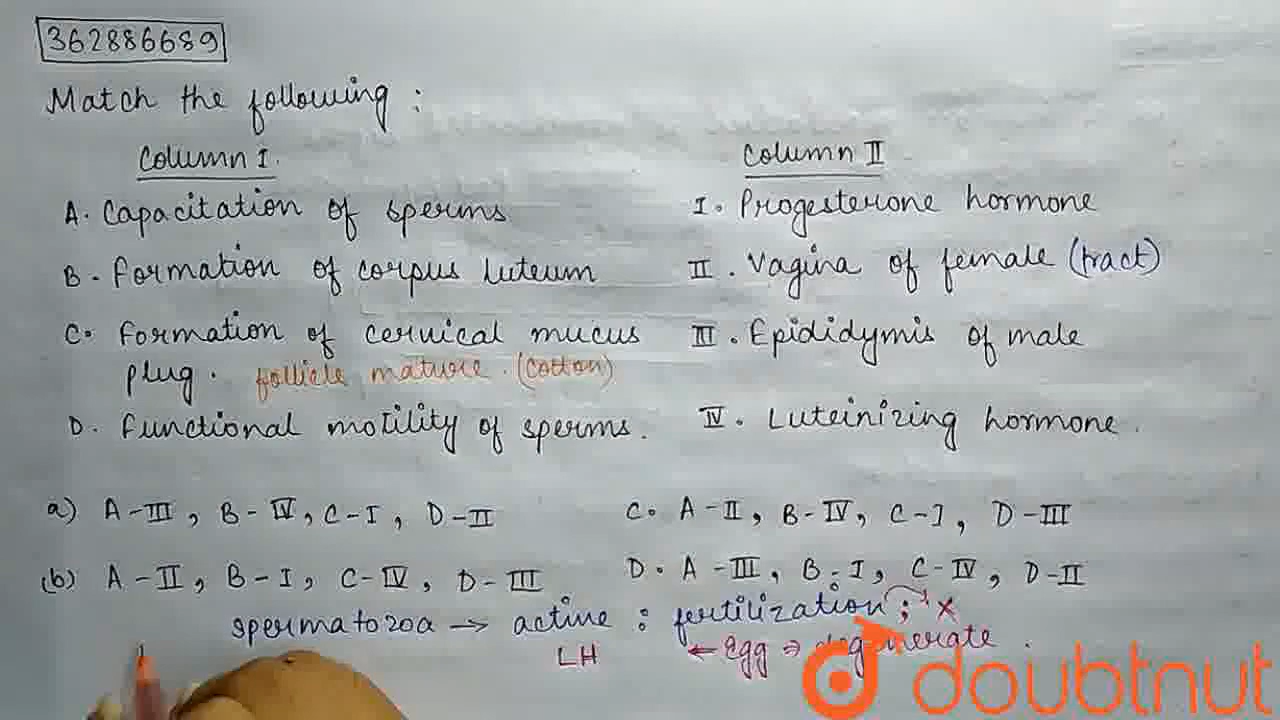 362886689
Match the following :
Column I.
Column II
A. Capacitation of sperms
I. Progesterone hormone
B. Formation of corpus luteum
II. Vagina of female (tract)
C. Formation of cervical mucus
III. Epididymis of male
plug. follicle mature. (cotton)
D. Functional motility of sperms.
IV. Luteinizing hormone.
a) A-III, B-IV, C-I, D-II
C. A-II, B-IV, C-I, D-III
(b) A-II, B-I, C-IV, D-III
D. A-III, B-I, C-IV, D-II
spermatozoa → active : fertilization ; x
LH ← Egg ⇒ degenerate .
doubtnut